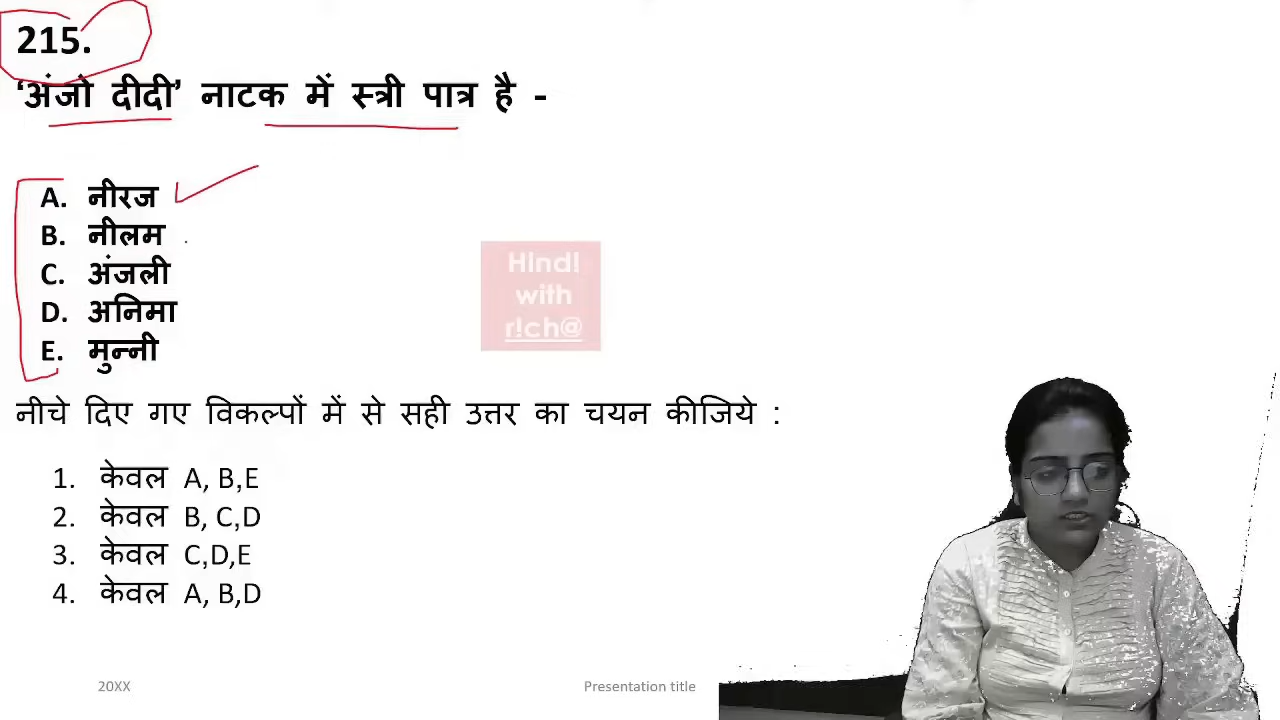 215.
‘अंजो दीदी’ नाटक में स्त्री पात्र है -
A. नीरज
B. नीलम
C. अंजली
D. अनिमा
E. मुन्नी
HInd!
with
r!ch@
नीचे दिए गए विकल्पों में से सही उत्तर का चयन कीजिये :
1. केवल A, B,E
2. केवल B, C,D
3. केवल C,D,E
4. केवल A, B,D
20XX
Presentation title